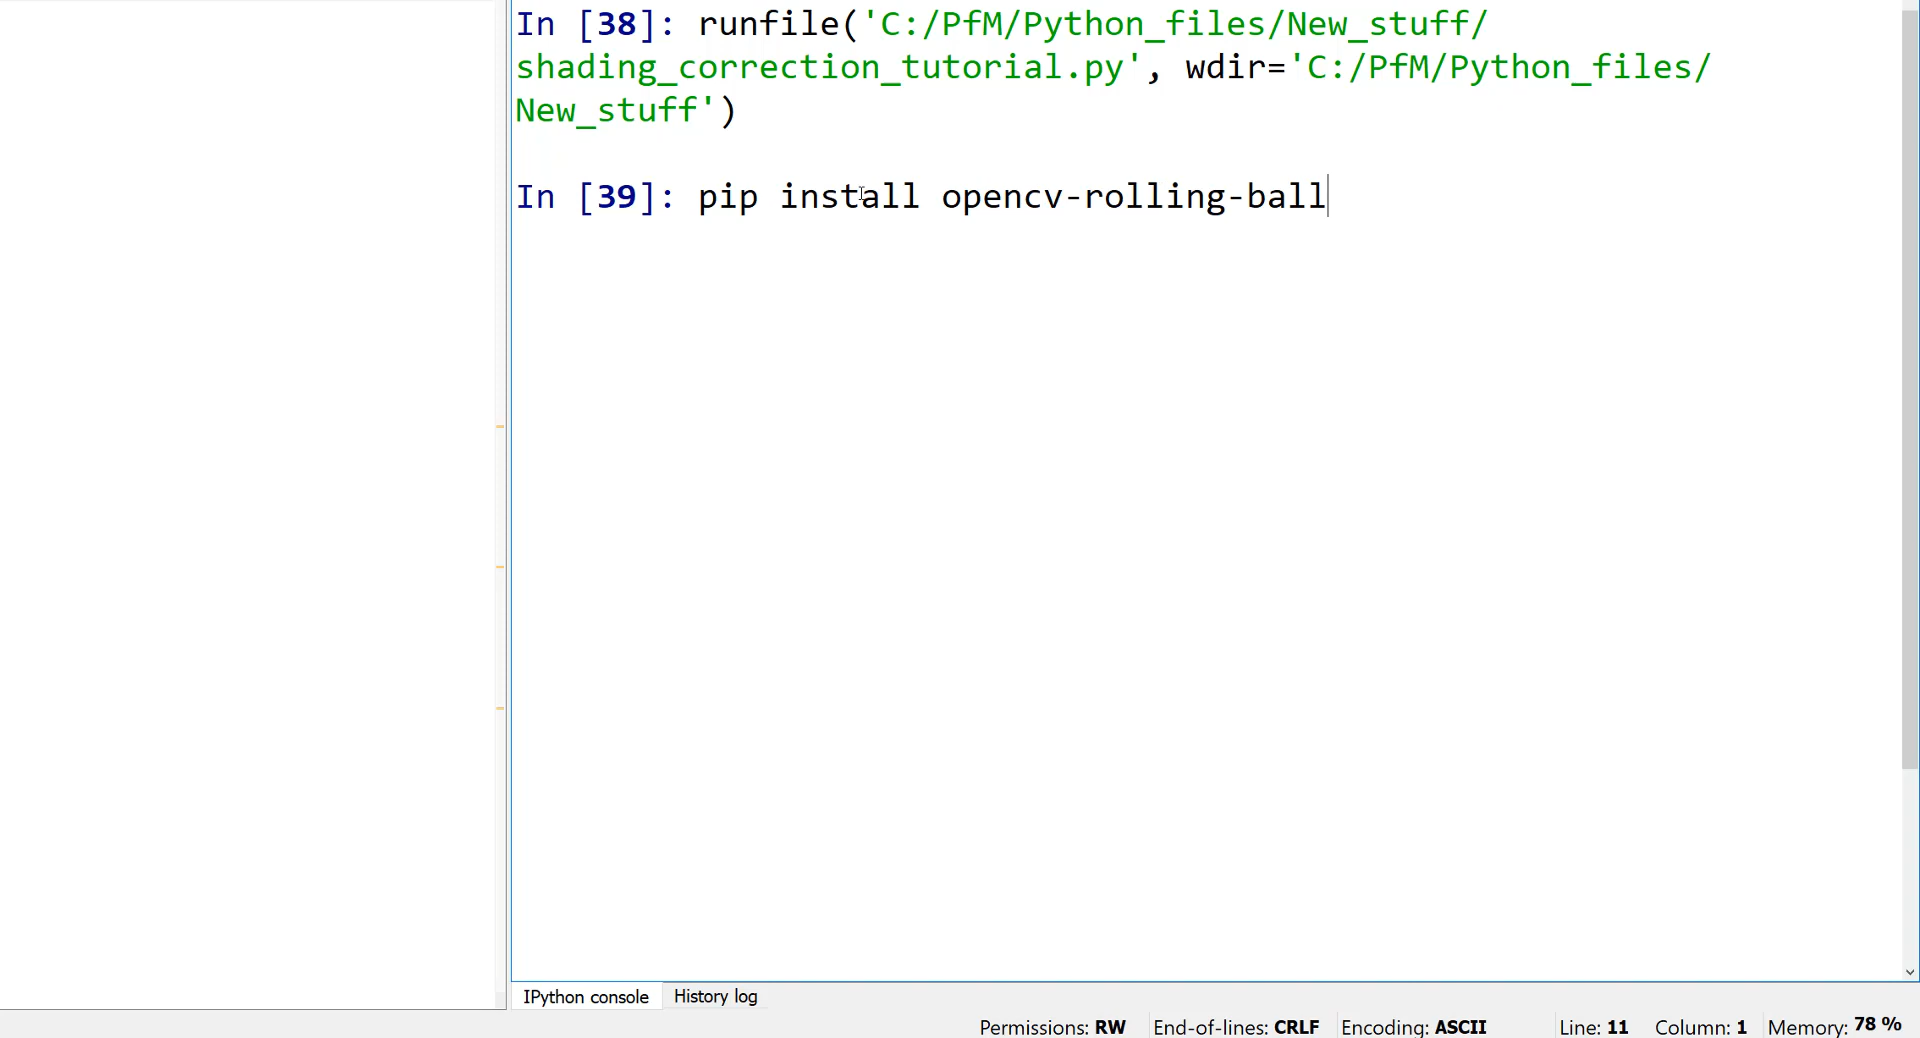 In [38]: runfile('C:/PfM/Python_files/New_stuff/
shading_correction_tutorial.py', wdir='C:/PfM/Python_files/
New_stuff')
In [39]: pip install opencv-rolling-ball
IPython console History log
Permissions: RW End-of-lines: CRLF Encoding: ASCII Line: 11 Column: 1 Memory: 78 %